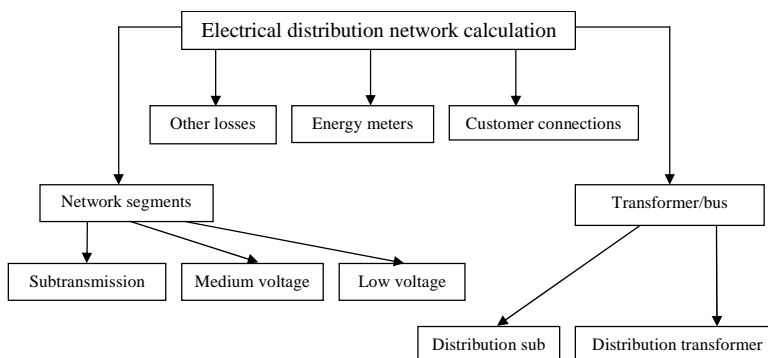 Electrical distribution network calculation
Other losses
Energy meters
Customer connections
Network segments
Transformer/bus
Subtransmission
Medium voltage
Low voltage
Distribution sub
Distribution transformer